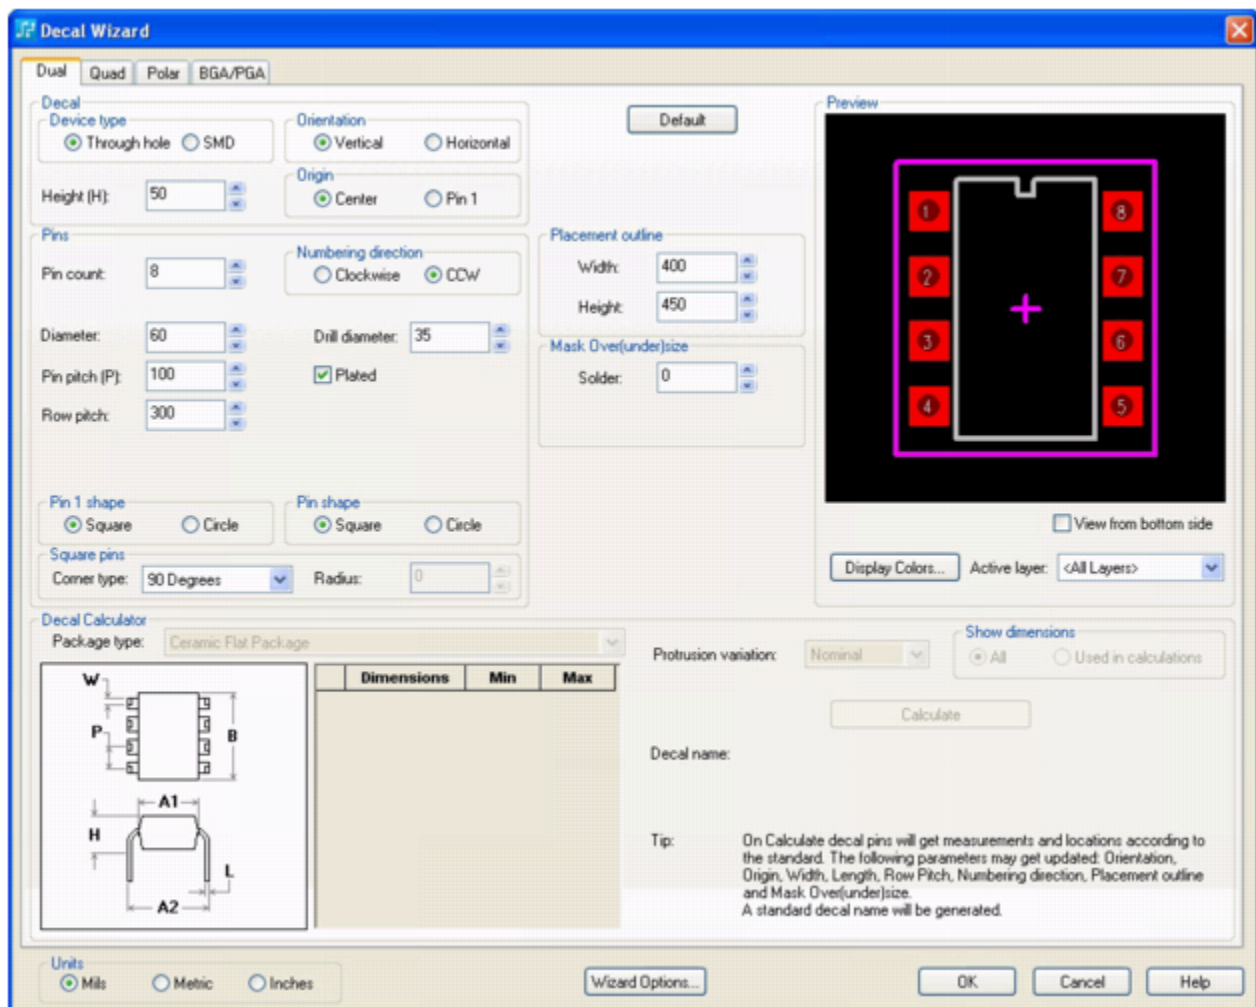 Decal Wizard
Dual Quad Polar BGA/PGA
Decal
Device type
Through hole SMD
Orientation
Vertical Horizontal
Height (H): 50
Origin
Center Pin 1
Default
Pins
Pin count: 8
Numbering direction
Clockwise CCW
Diameter: 60
Drill diameter: 35
Pin pitch (P): 100
Plated
Row pitch: 300
Placement outline
Width: 400
Height: 450
Mask Over(under)size
Solder: 0
Pin 1 shape
Square Circle
Pin shape
Square Circle
Square pins
Corner type: 90 Degrees Radius: 0
Preview
1 8
2 7
3 6
4 5
View from bottom side
Display Colors... Active layer: <All Layers>
Decal Calculator
Package type: Ceramic Flat Package
W
P
B
A1
H
L
A2
Dimensions Min Max
Protrusion variation: Nominal
Show dimensions
All Used in calculations
Calculate
Decal name:
Tip: On Calculate decal pins will get measurements and locations according to
the standard. The following parameters may get updated: Orientation,
Origin, Width, Length, Row Pitch, Numbering direction, Placement outline
and Mask Over(under)size.
A standard decal name will be generated.
Units
Mils Metric Inches
Wizard Options...
OK Cancel Help